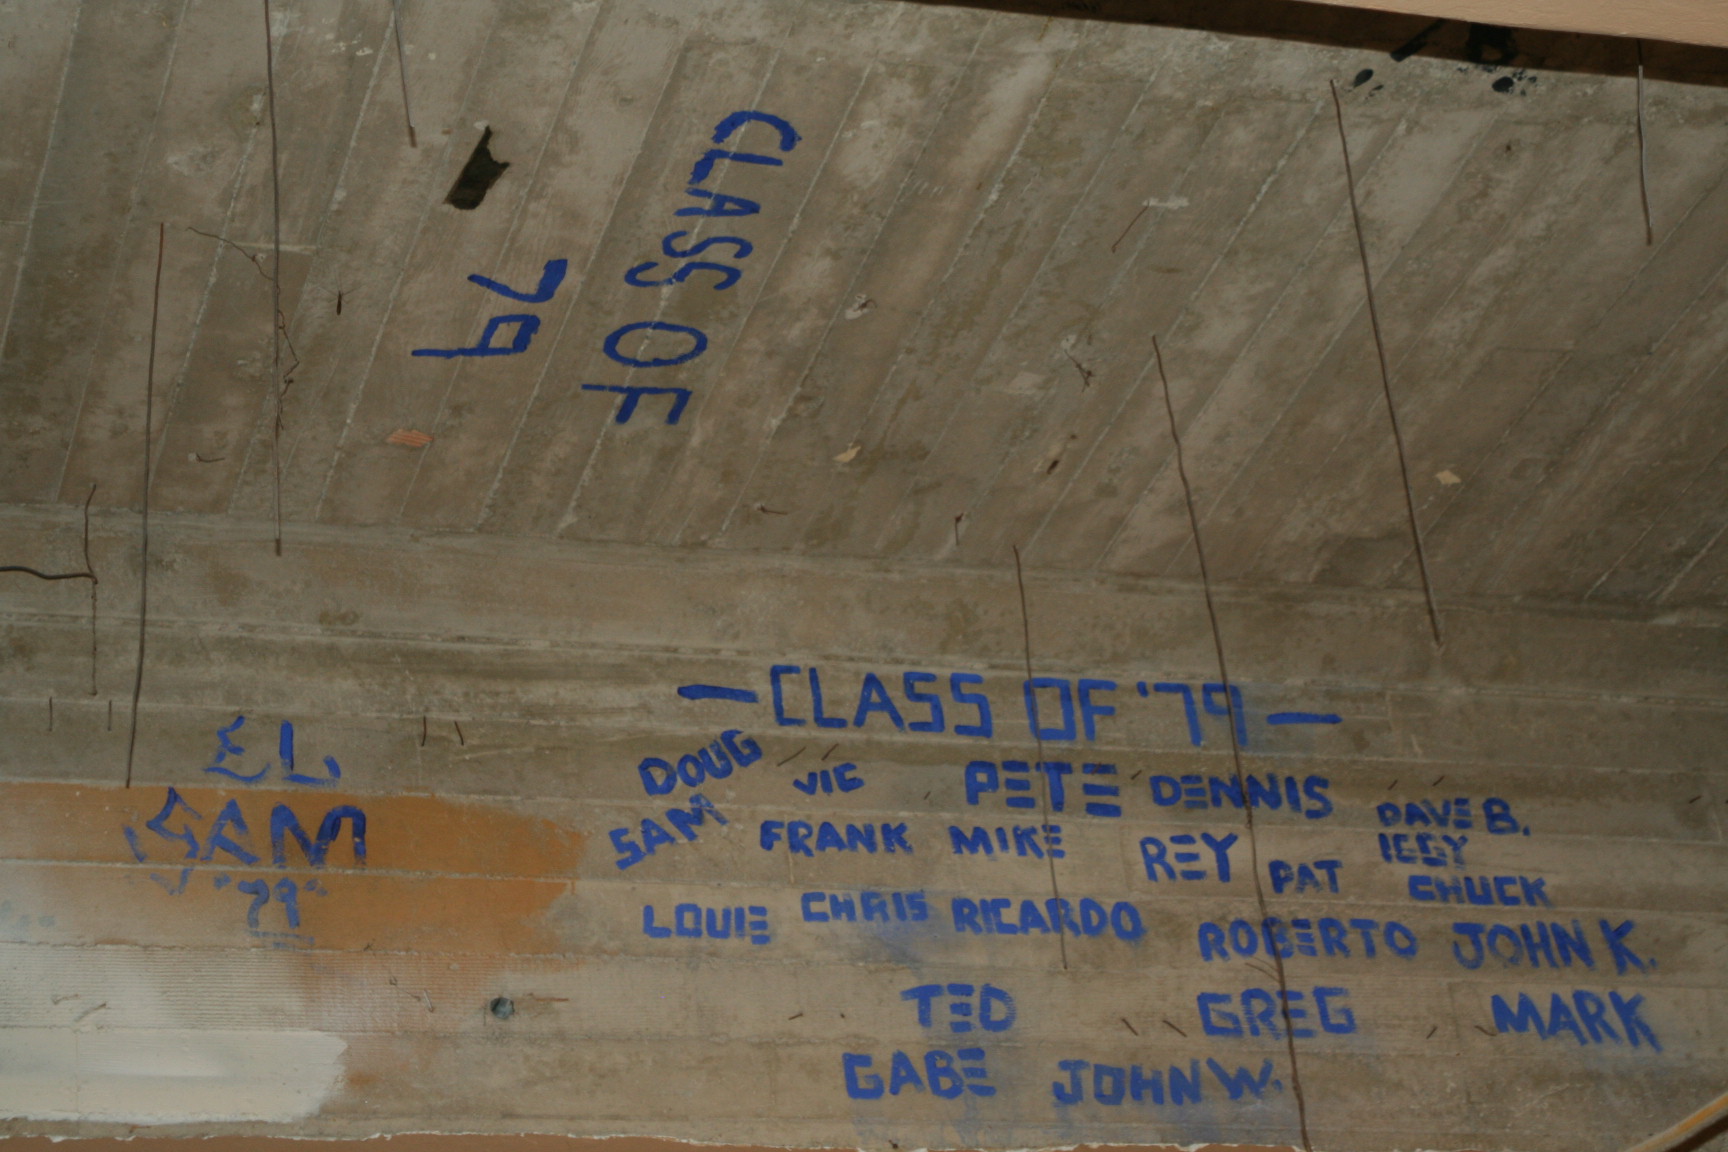 CLASS OF
79
—CLASS OF '79—
DOUG VIC PETE DENNIS DAVE B.
SAM FRANK MIKE REY PAT IGGY
CHUCK
LOUIE CHRIS RICARDO ROBERTO JOHN K.
TED GREG MARK
GABE JOHN W.
EL
SAM
"79"